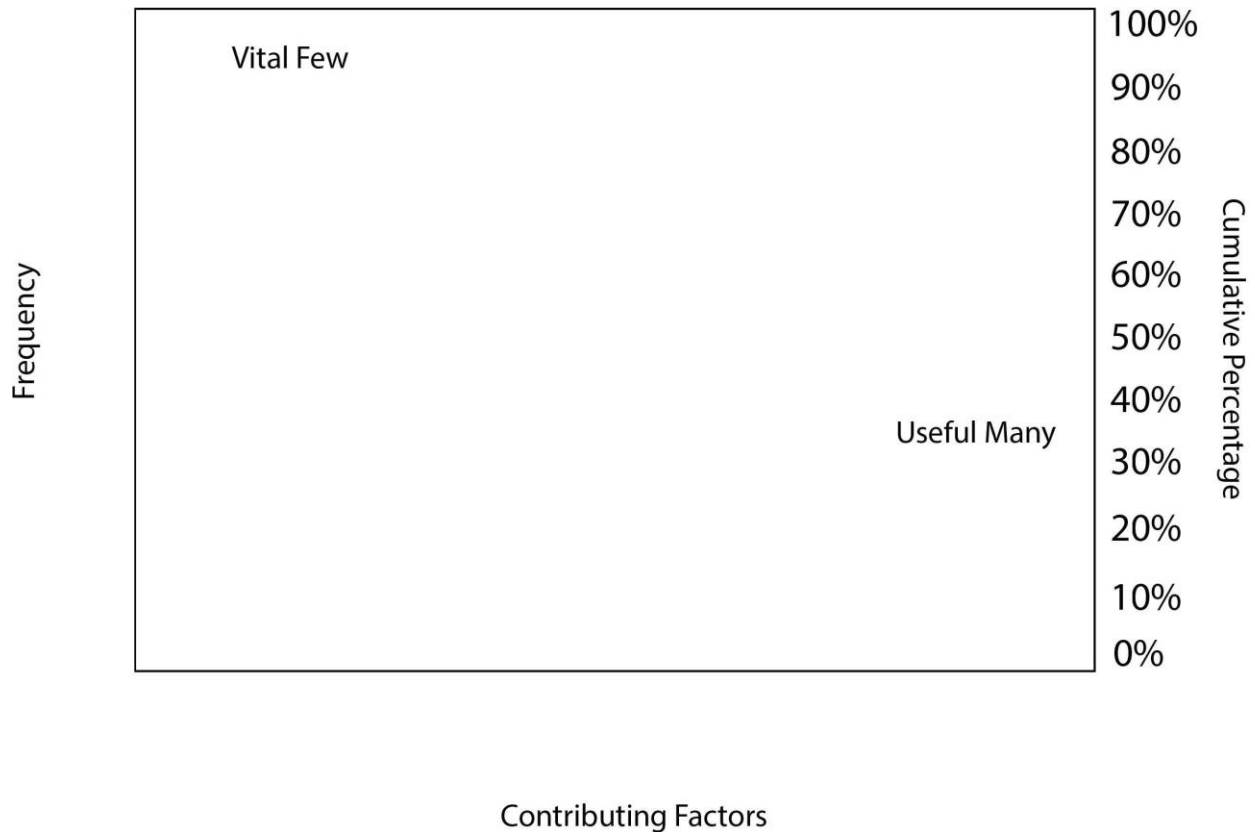 Vital Few
Useful Many
Frequency
100%
90%
80%
70%
60%
50%
40%
30%
20%
10%
0%
Cumulative Percentage
Contributing Factors